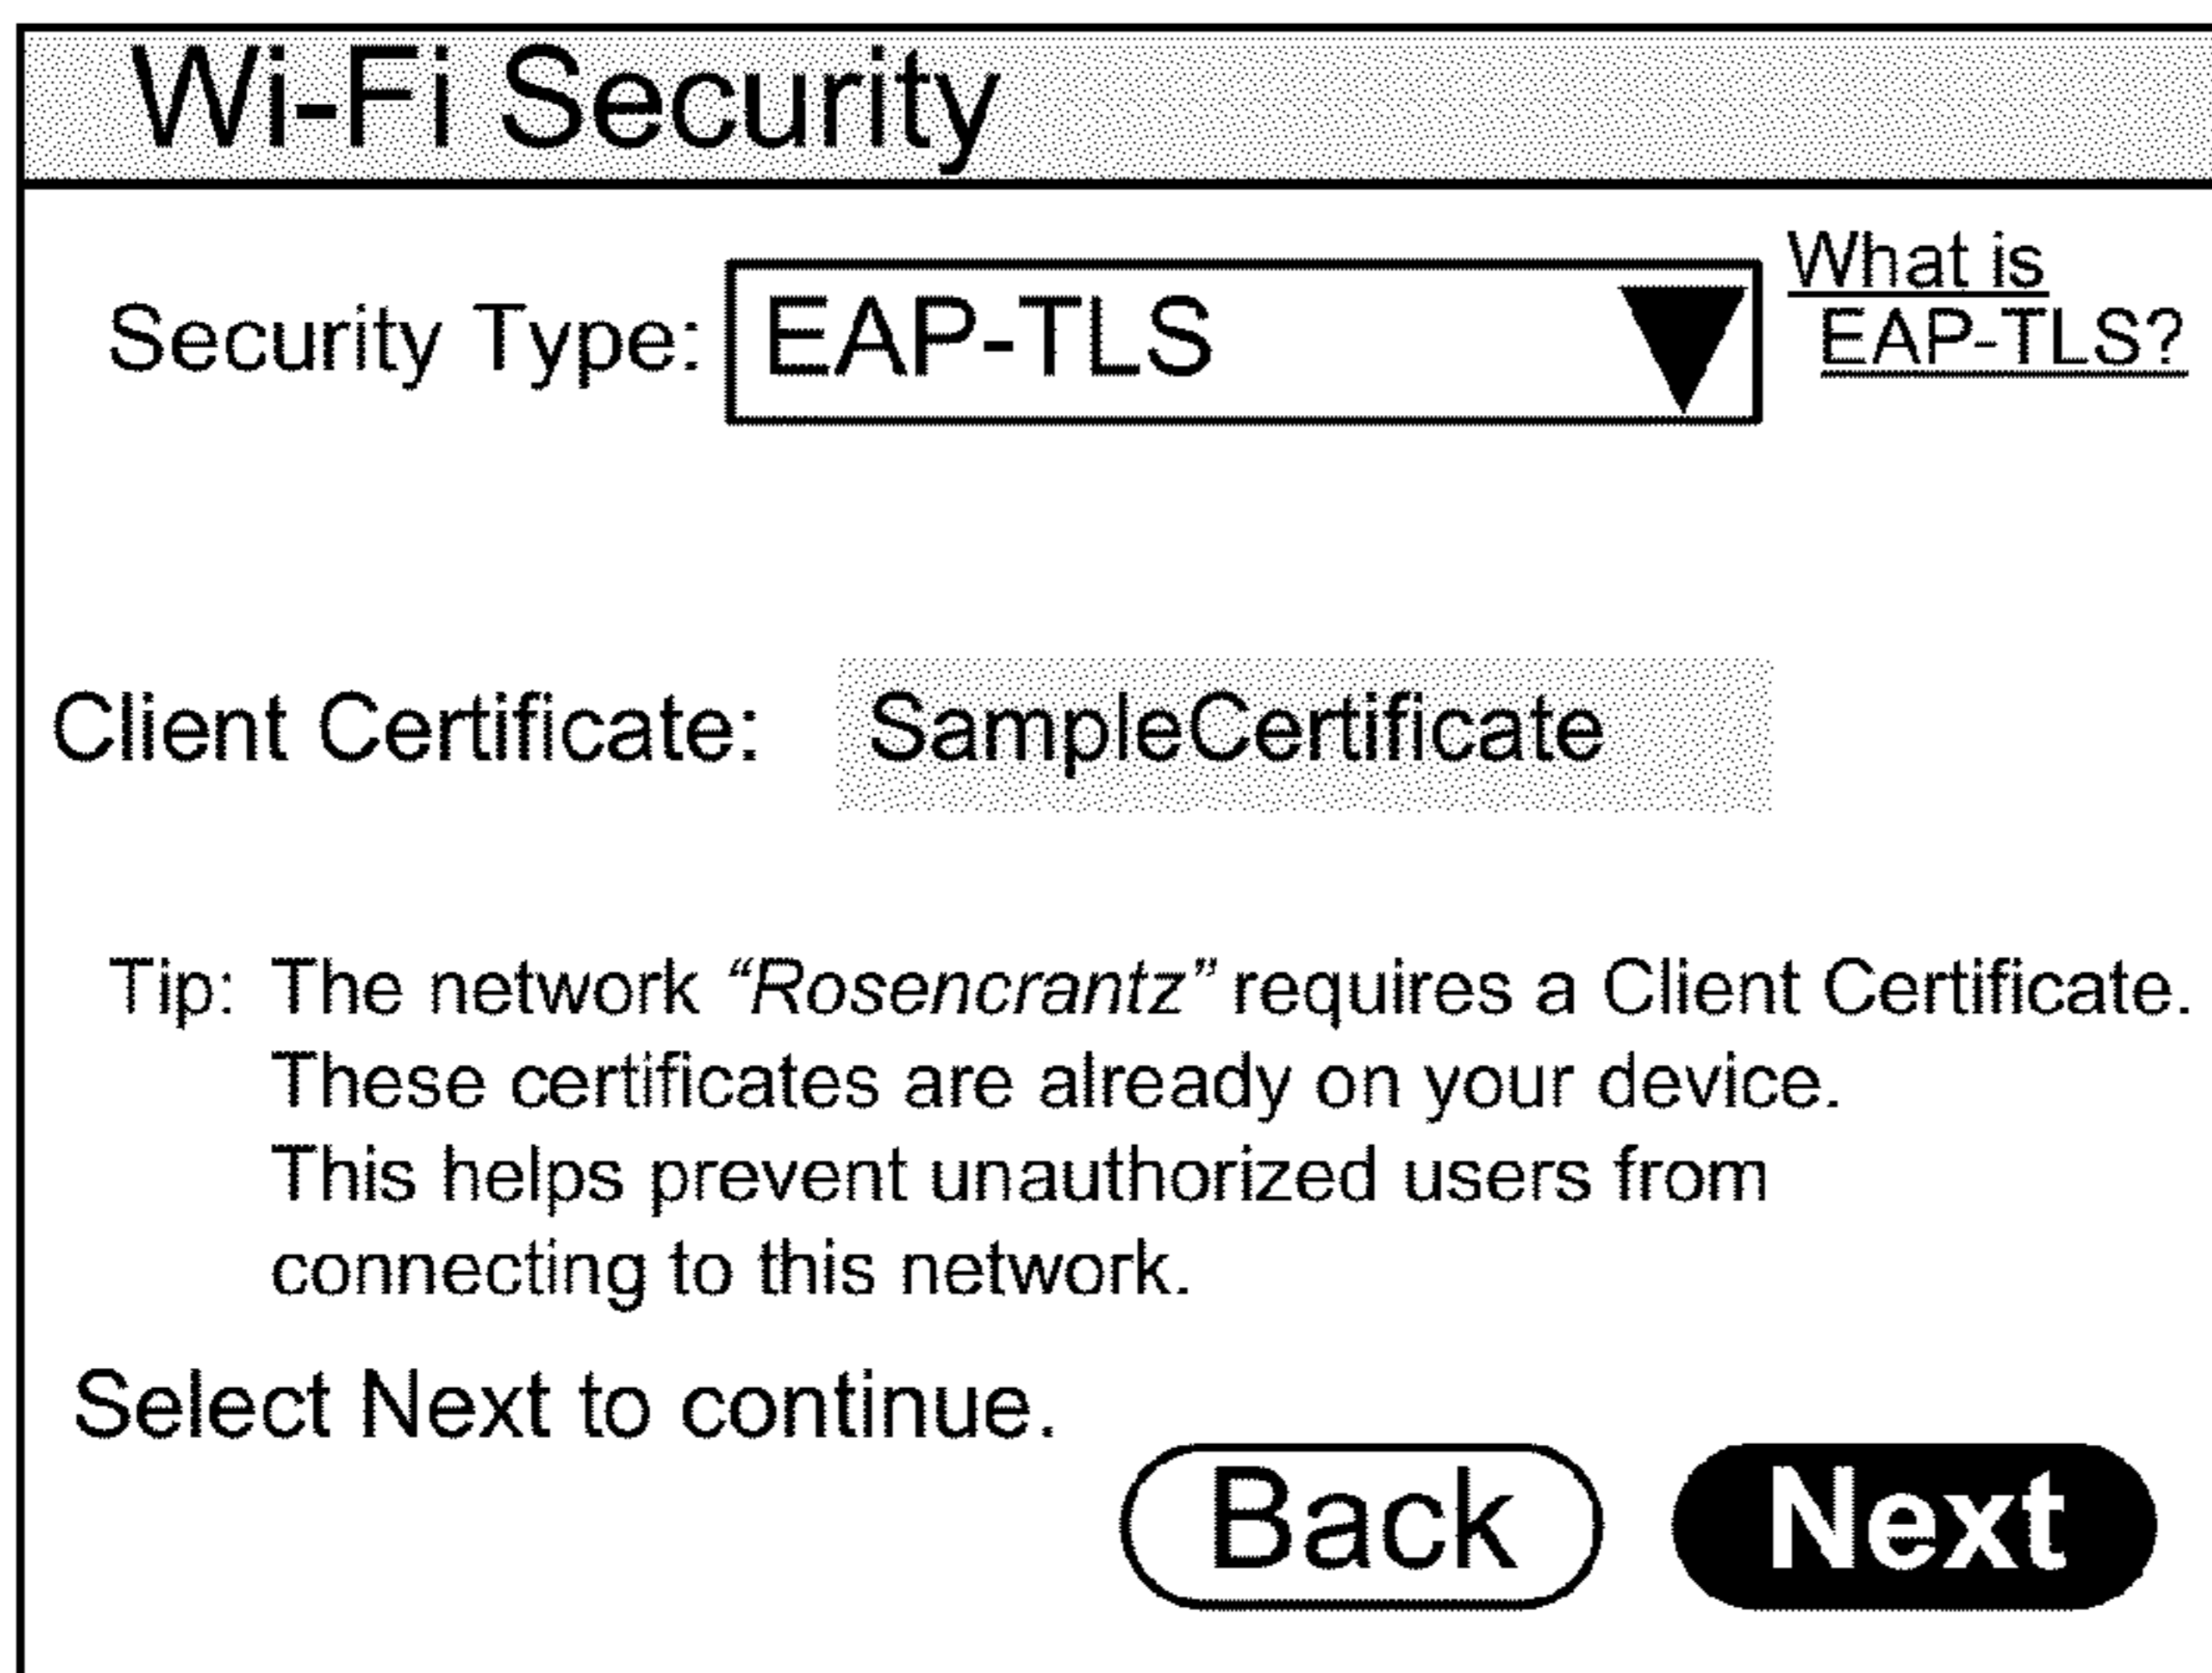 Wi-Fi Security
What is
Security Type: EAP-TLS EAP-TLS?
Client Certificate: SampleCertificate
Tip: The network “Rosencrantz” requires a Client Certificate.
These certificates are already on your device.
This helps prevent unauthorized users from
connecting to this network.
Select Next to continue.
Back Next